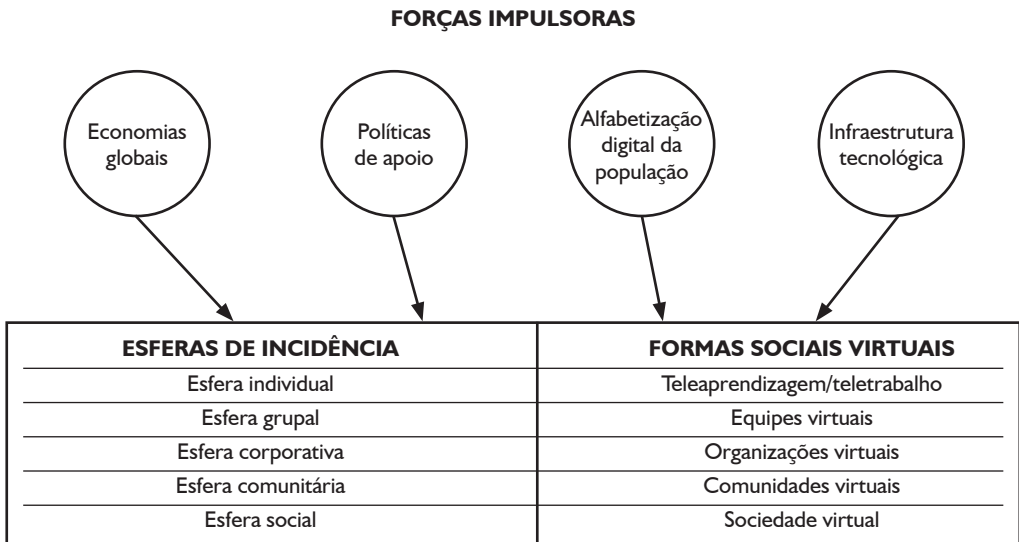 FORÇAS IMPULSORAS
Economias
globais
Políticas
de apoio
Alfabetização
digital da
população
Infraestrutura
tecnológica
ESFERAS DE INCIDÊNCIA
FORMAS SOCIAIS VIRTUAIS
Esfera individual
Teleaprendizagem/teletrabalho
Esfera grupal
Equipes virtuais
Esfera corporativa
Organizações virtuais
Esfera comunitária
Comunidades virtuais
Esfera social
Sociedade virtual